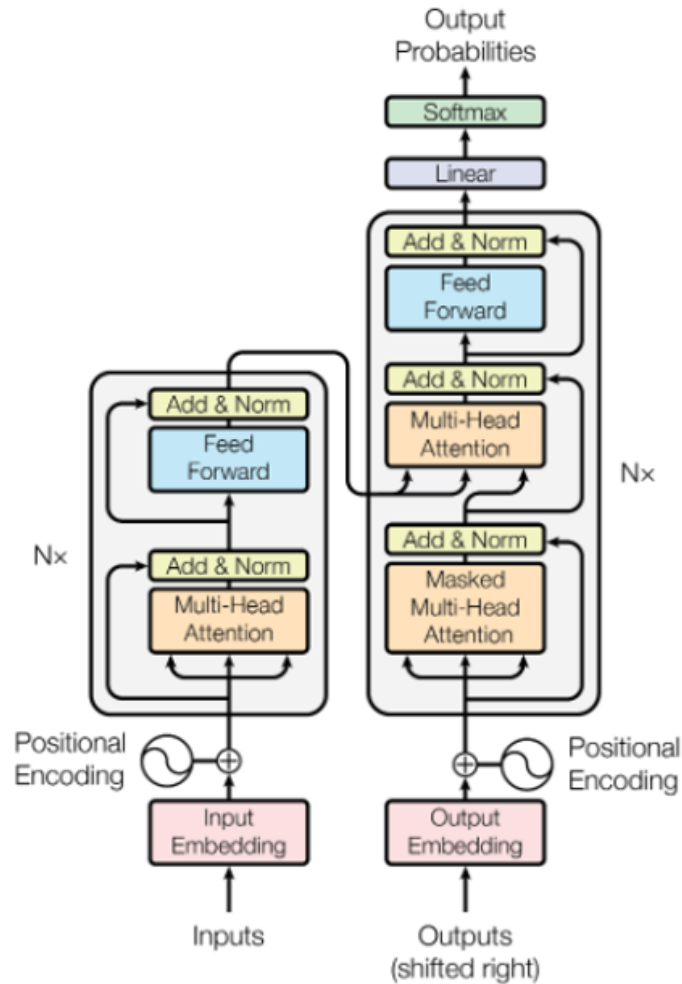 Output
Probabilities
Softmax
Linear
Add & Norm
Feed
Forward
Add & Norm
Multi-Head
Attention
Add & Norm
Masked
Multi-Head
Attention
Nx
Add & Norm
Feed
Forward
Add & Norm
Multi-Head
Attention
Nx
Positional
Encoding
Positional
Encoding
Input
Embedding
Output
Embedding
Inputs
Outputs
(shifted right)